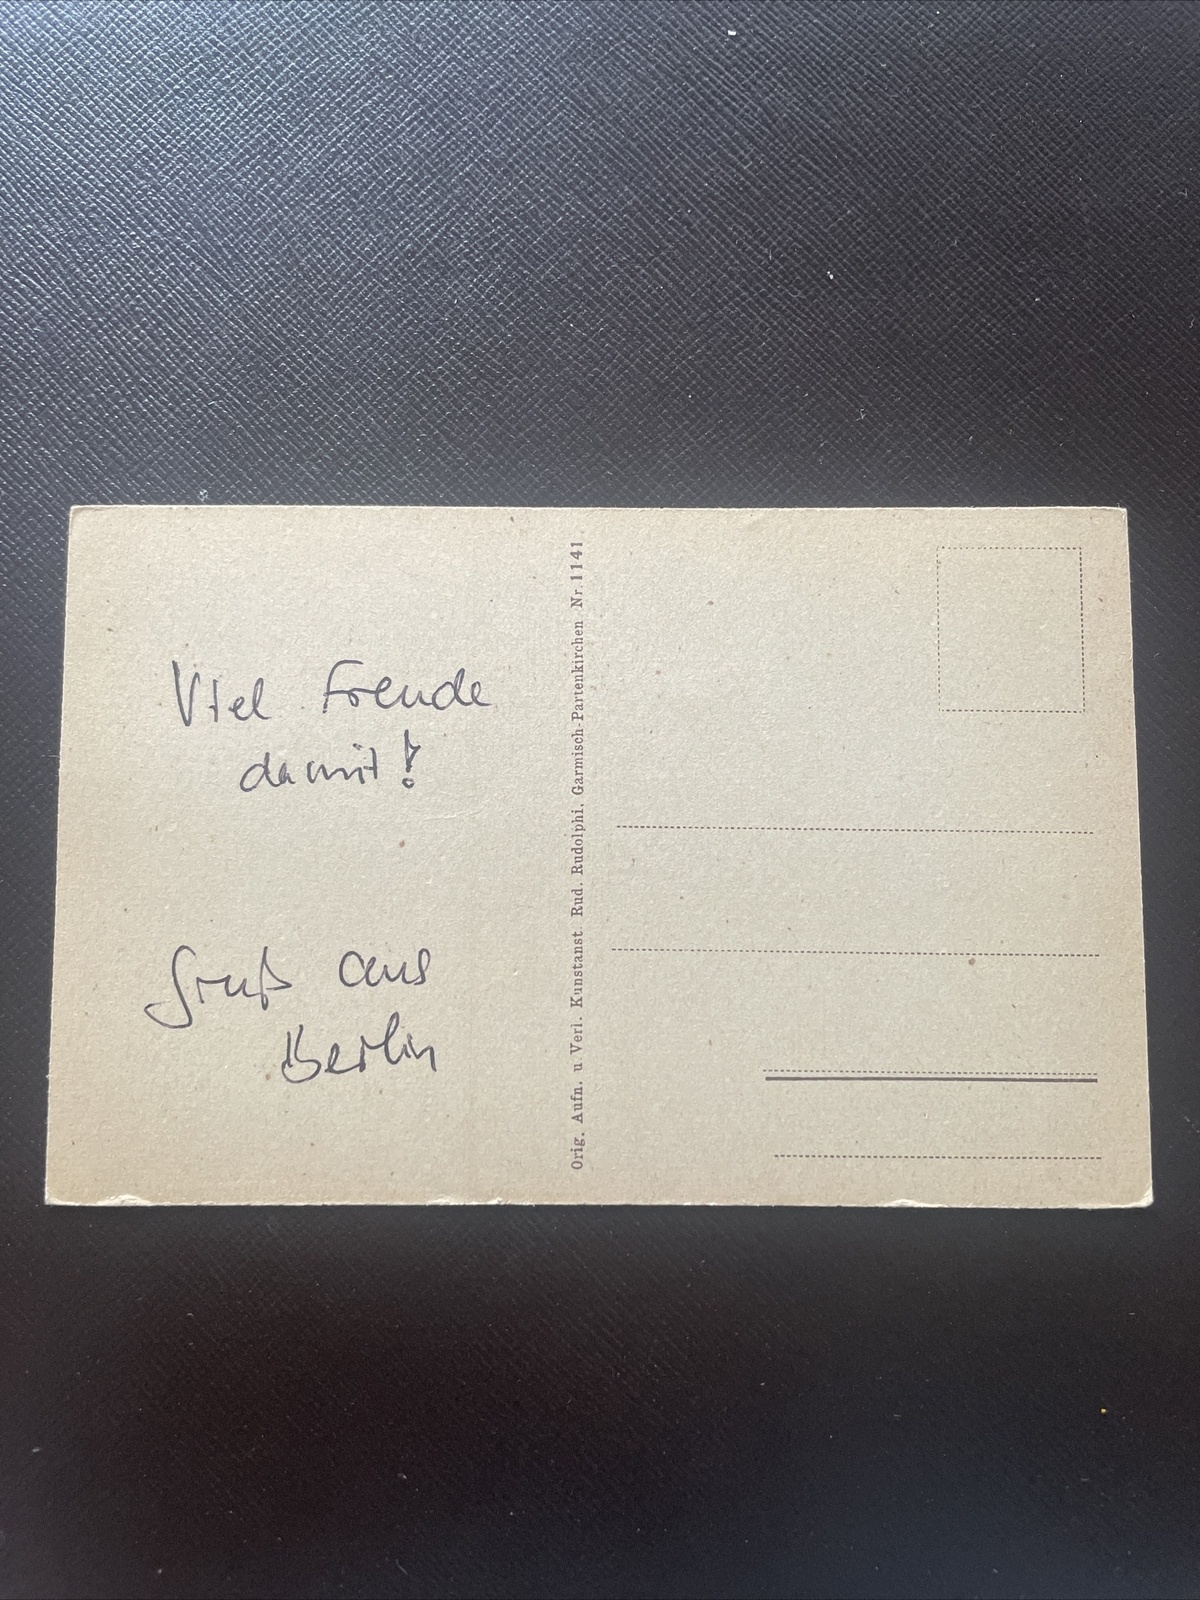 Viel Freude
damit!
Gruß aus
Berlin
Orig. Aufn. u. Verl. Kunstanst. Rud. Rudolphi, Garmisch-Partenkirchen Nr. 1141